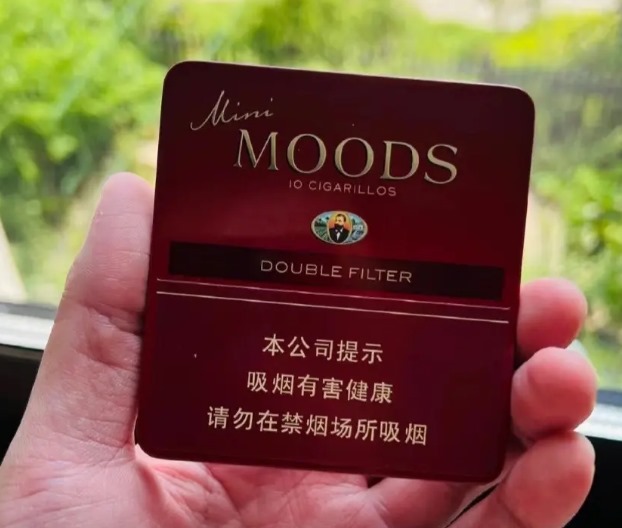 Mini
MOODS
10 CIGARILLOS
DOUBLE FILTER
本公司提示
吸烟有害健康
请勿在禁烟场所吸烟